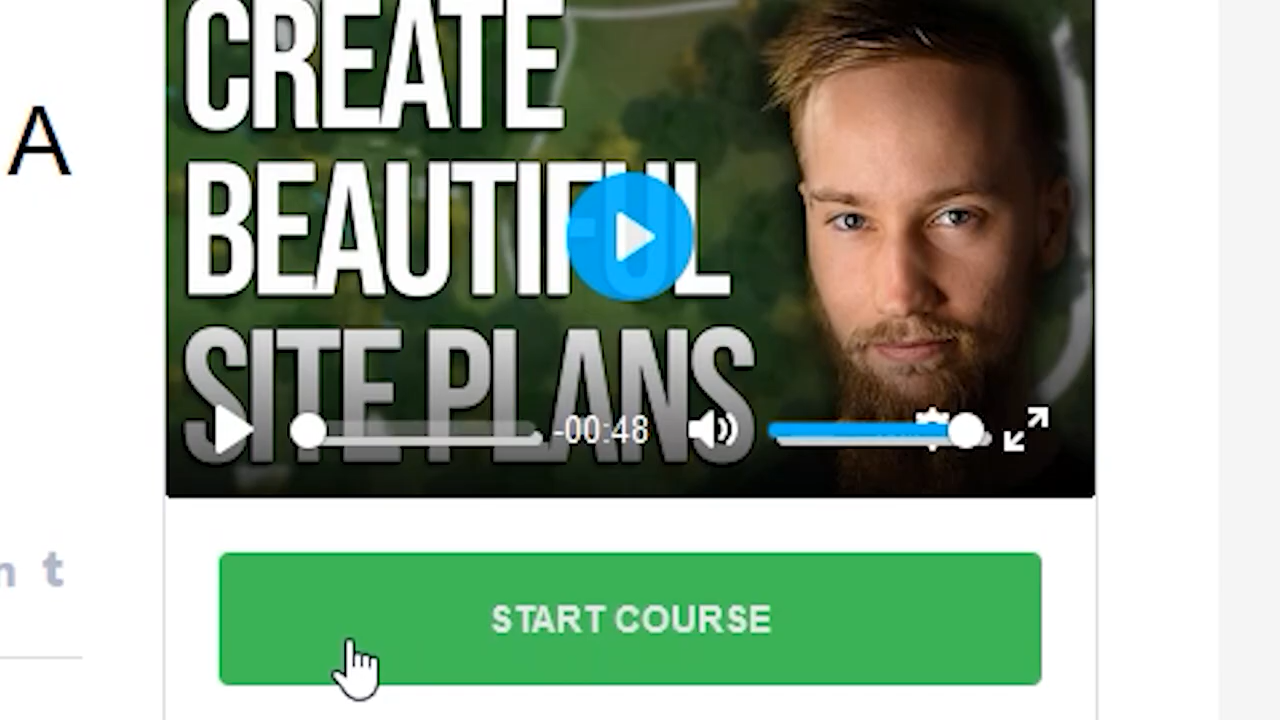 CREATE
A
BEAUTIFUL
SITE PLANS
-00:48
n t
START COURSE